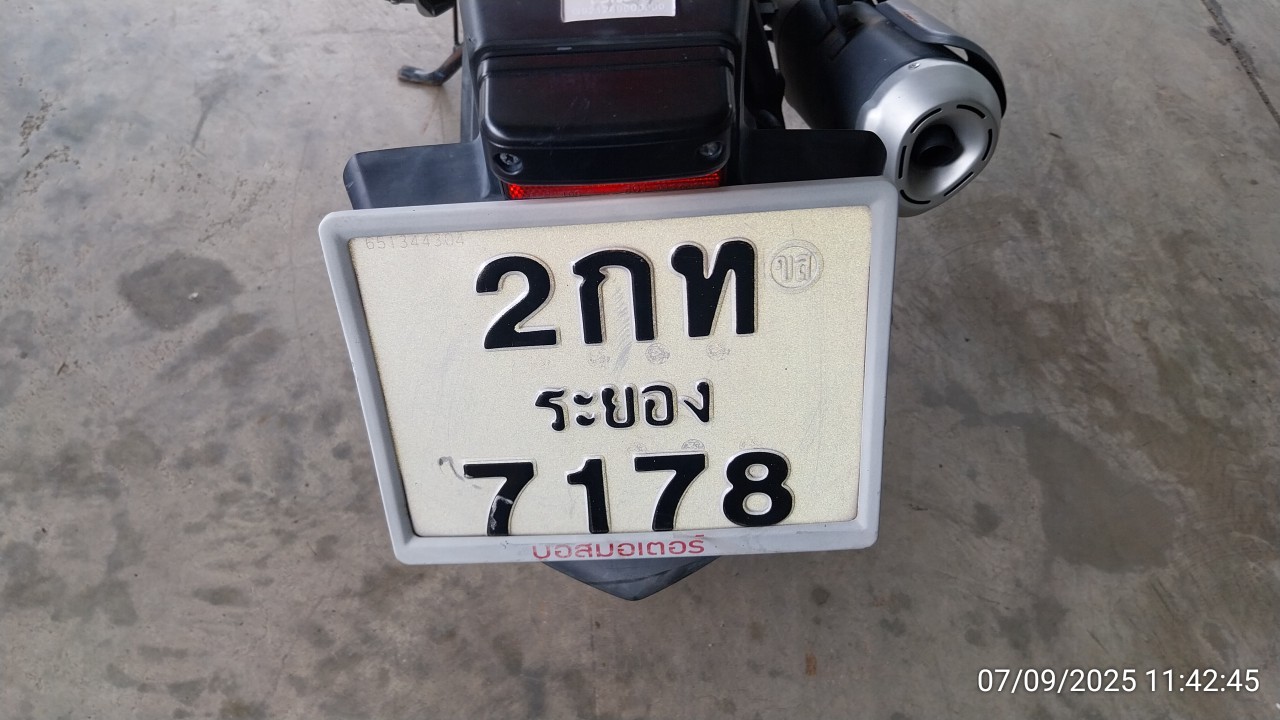 651344304
2กท
ขส
ระยอง
7178
บอสมอเตอร์
07/09/2025 11:42:45